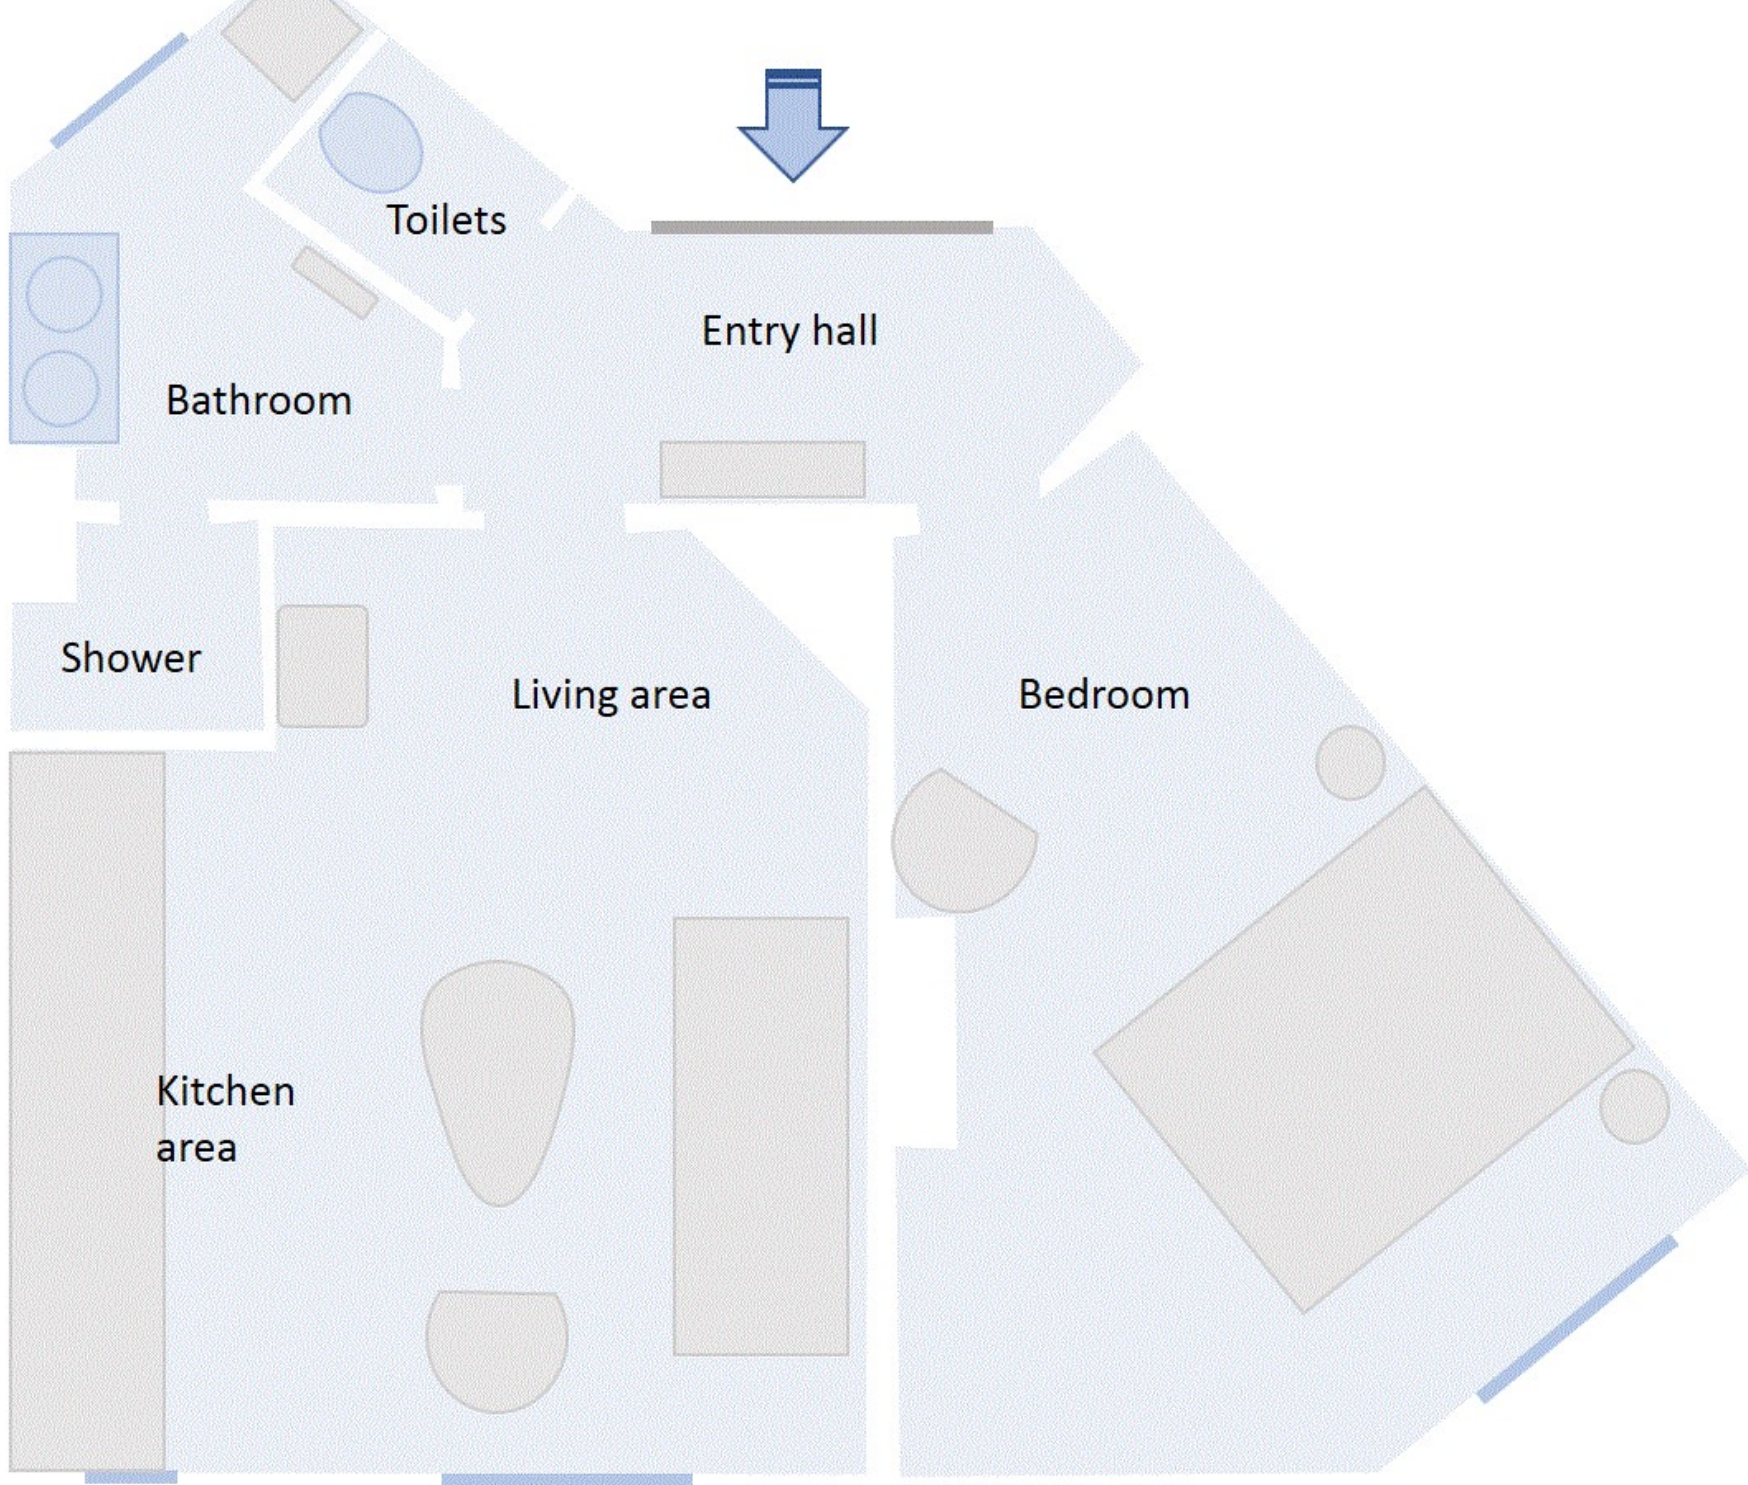 Toilets
Entry hall
Bathroom
Shower
Living area
Bedroom
Kitchen
area